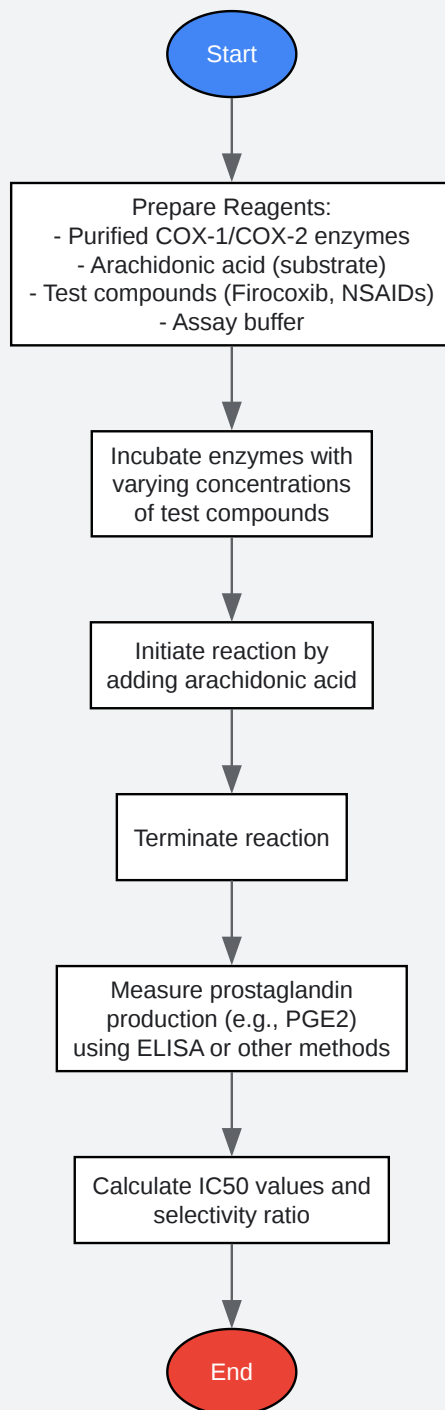 Start
Prepare Reagents:
- Purified COX-1/COX-2 enzymes
- Arachidonic acid (substrate)
- Test compounds (Firocoxib, NSAIDs)
- Assay buffer
Incubate enzymes with
varying concentrations
of test compounds
Initiate reaction by
adding arachidonic acid
Terminate reaction
Measure prostaglandin
production (e.g., PGE2)
using ELISA or other methods
Calculate IC50 values and
selectivity ratio
End